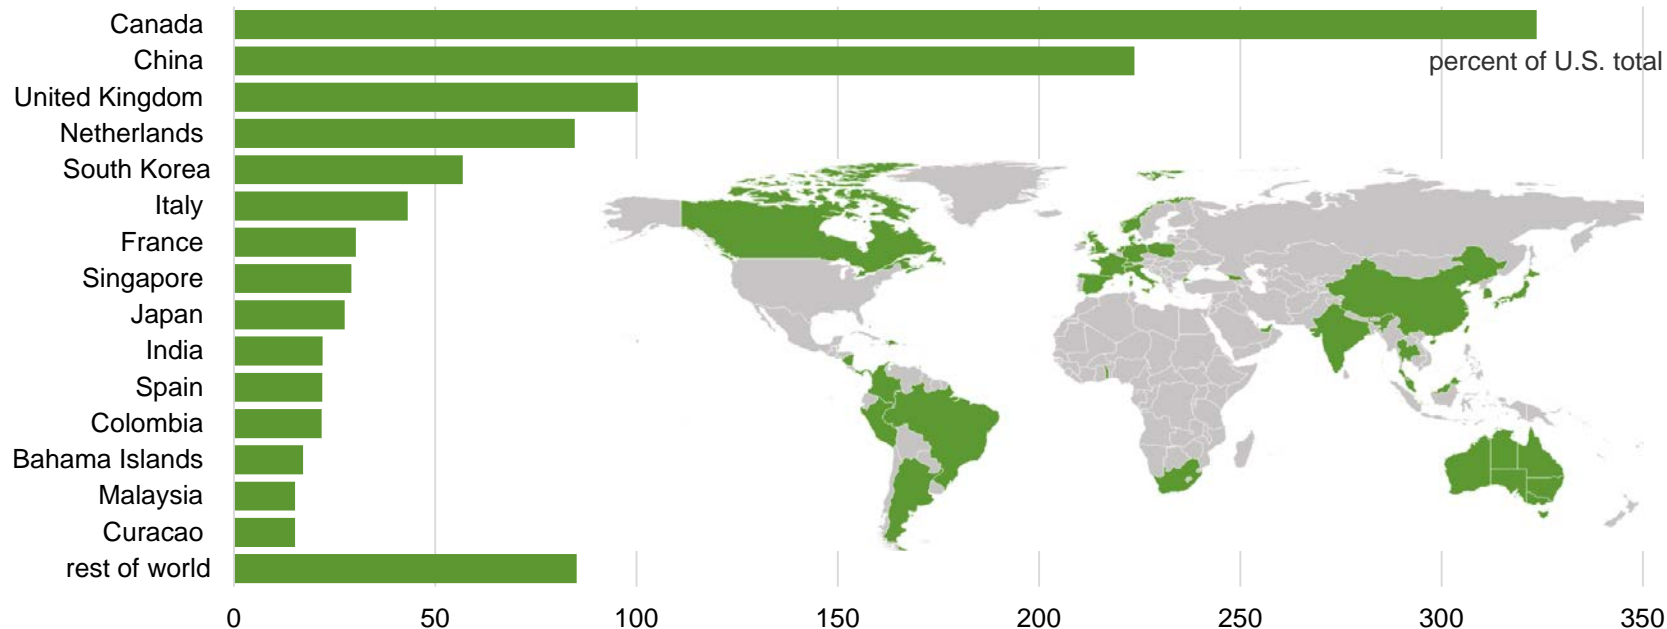 Canada
China
percent of U.S. total
United Kingdom
Netherlands
South Korea
Italy
France
Singapore
Japan
India
Spain
Colombia
Bahama Islands
Malaysia
Curacao
rest of world
0 50 100 150 200 250 300 350